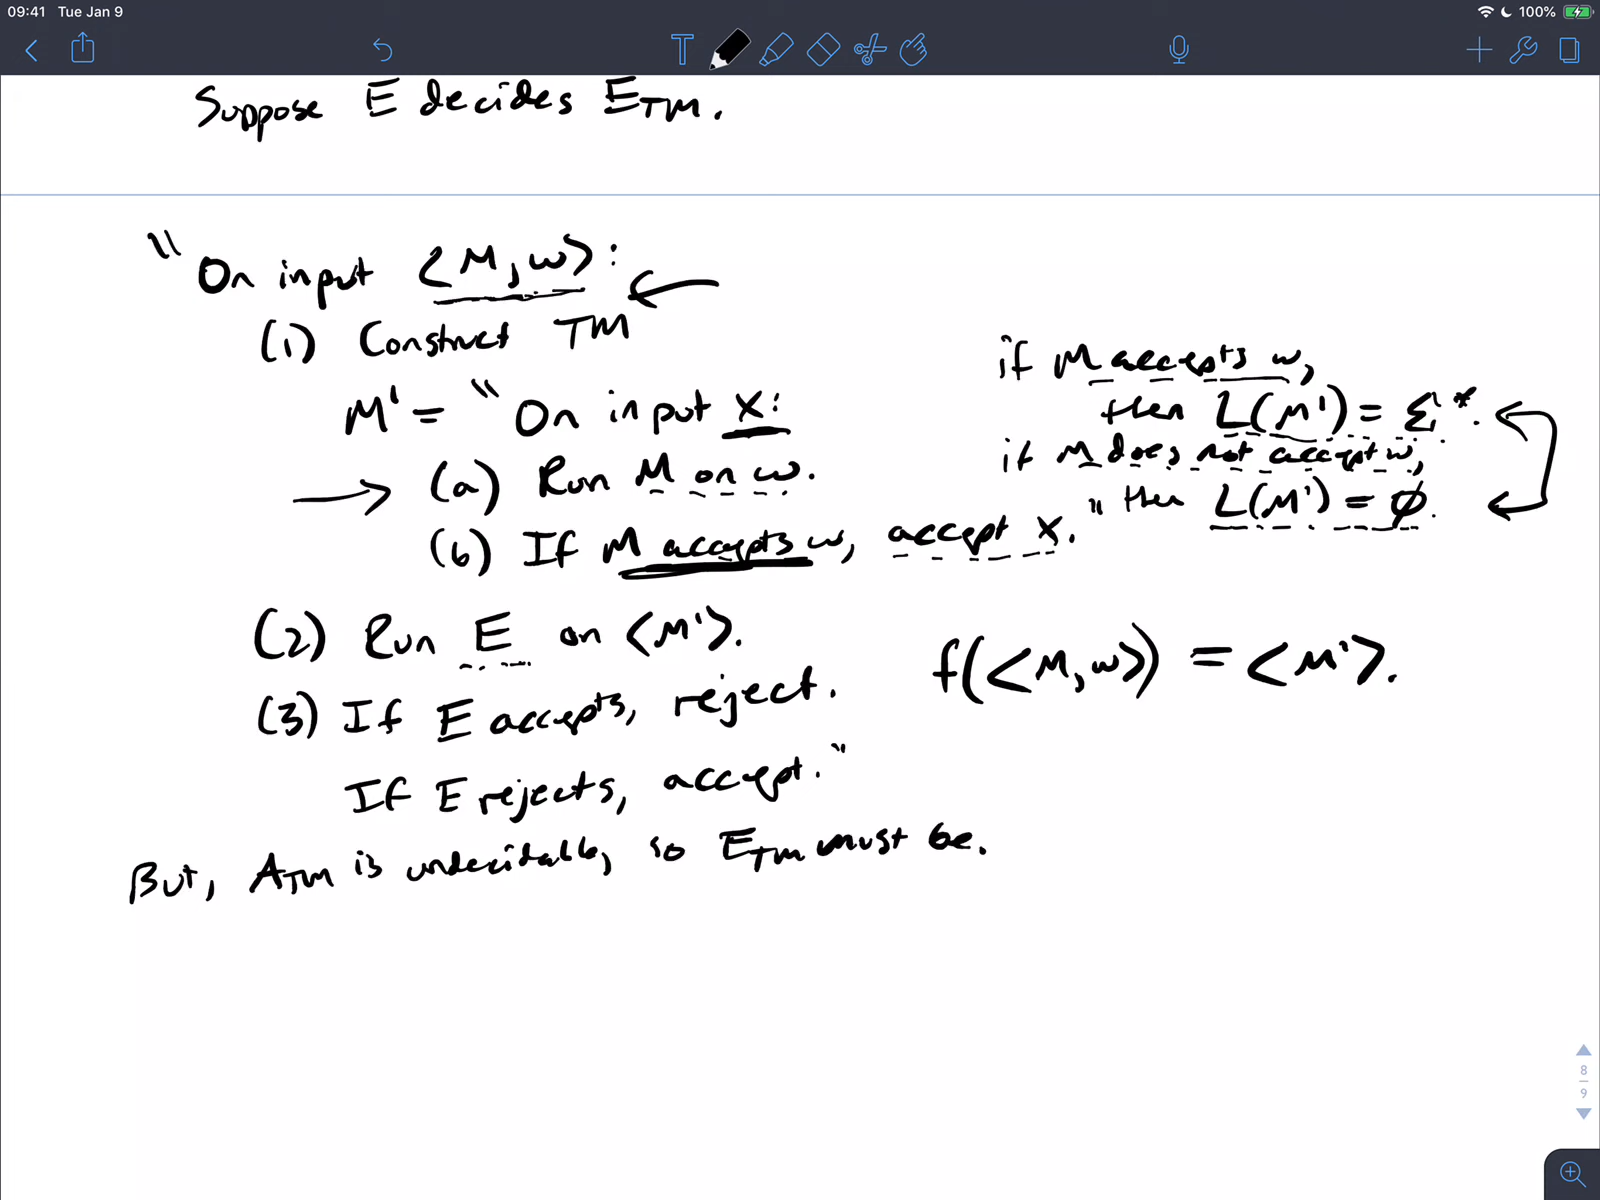 09:41 Tue Jan 9
100%
T
Suppose E decides E_TM.
"On input <M, w>:
(1) Construct TM
M' = "On input x:
(a) Run M on w.
(b) If M accepts w, accept x."
if M accepts w,
then L(M') = Σ*.
if M does not accept w,
then L(M') = ∅.
(2) Run E on <M'>.
f(<M, w>) = <M'>.
(3) If E accepts, reject.
If E rejects, accept."
But, A_TM is undecidable, so E_TM must be.
8
9